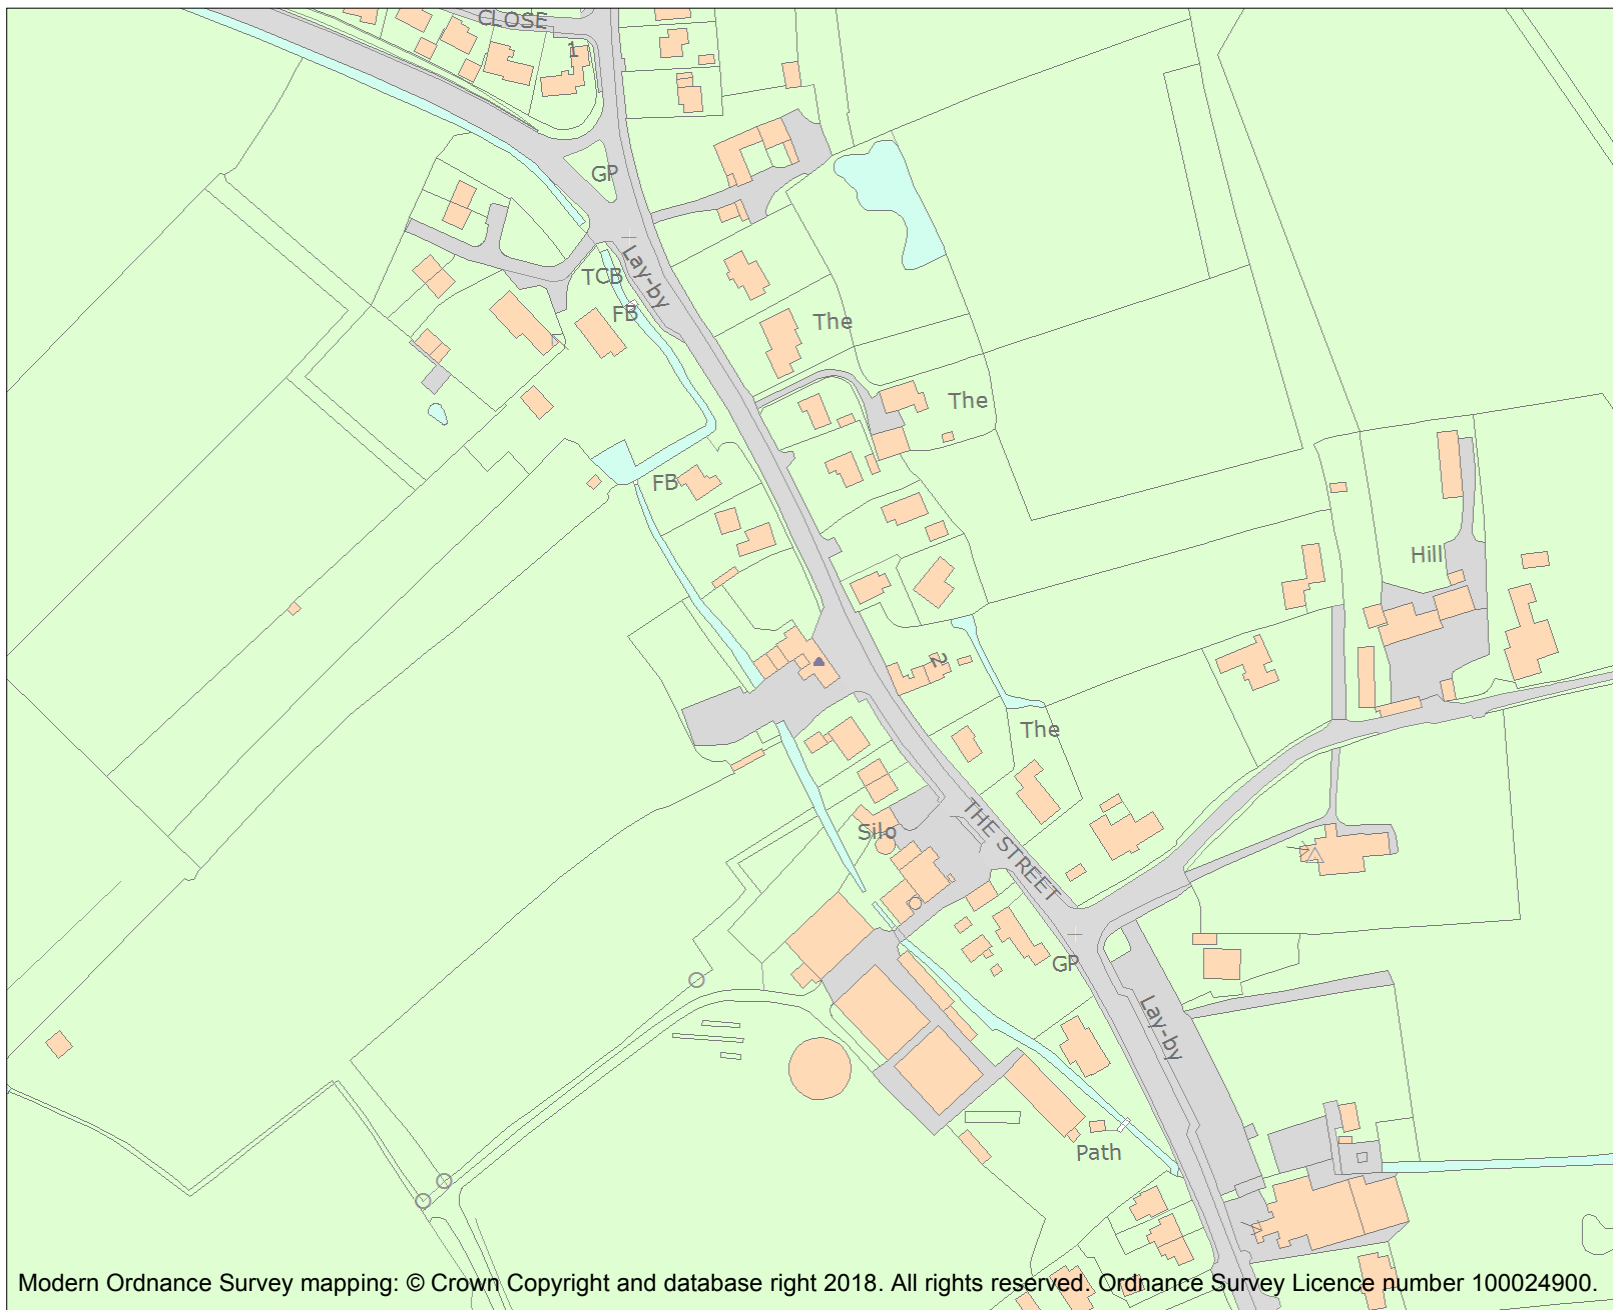 CLOSE
1
GP
Lay-by
TCB
FB
The
The
FB
Hill
2
The
THE STREET
Silo
GP
Lay-by
Path
Modern Ordnance Survey mapping: © Crown Copyright and database right 2018. All rights reserved. Ordnance Survey Licence number 100024900.